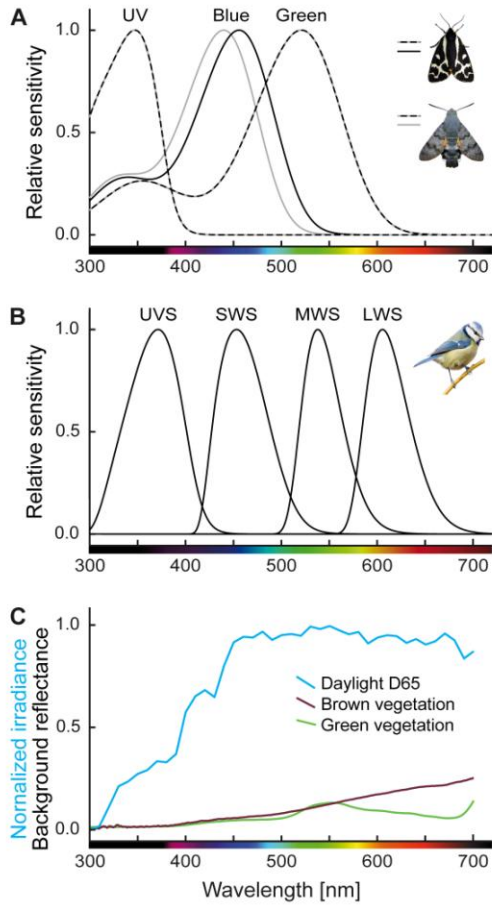 A
UV Blue Green
Relative sensitivity
1.0
0.5
0.0
300 400 500 600 700
B
UVS SWS MWS LWS
Relative sensitivity
1.0
0.5
0.0
300 400 500 600 700
C
Normalized irradiance
Background reflectance
1.0
0.5
0.0
Daylight D65
Brown vegetation
Green vegetation
300 400 500 600 700
Wavelength [nm]